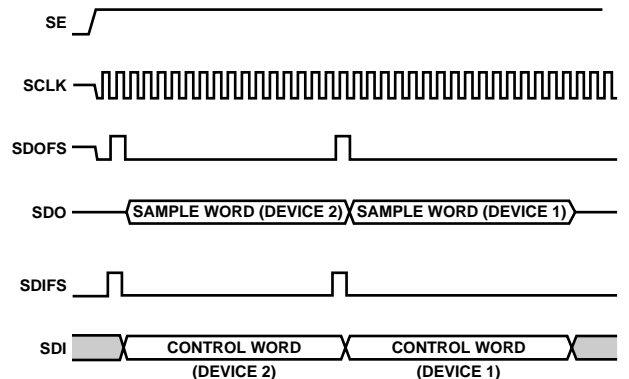 SE
SCLK
SDOFS
SDO
SAMPLE WORD (DEVICE 2) SAMPLE WORD (DEVICE 1)
SDIFS
SDI
CONTROL WORD CONTROL WORD
(DEVICE 2) (DEVICE 1)